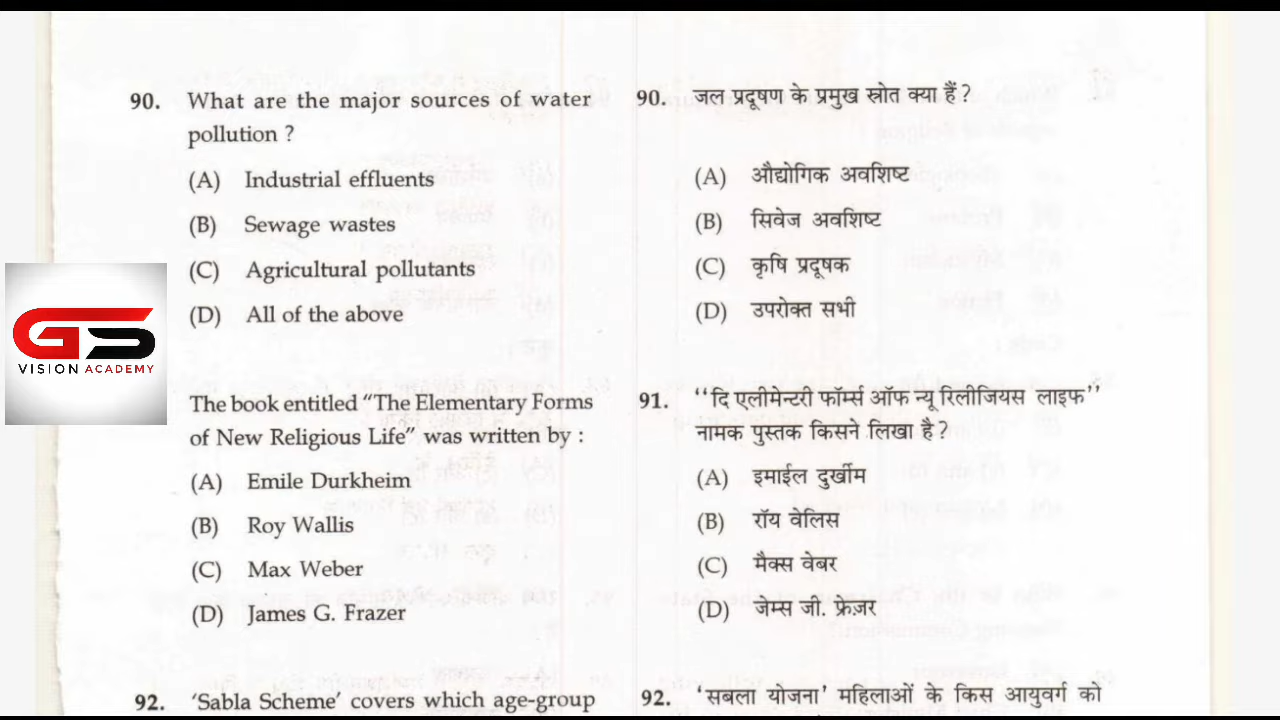 90. What are the major sources of water
pollution ?
(A) Industrial effluents
(B) Sewage wastes
(C) Agricultural pollutants
(D) All of the above
The book entitled “The Elementary Forms
of New Religious Life” was written by :
(A) Emile Durkheim
(B) Roy Wallis
(C) Max Weber
(D) James G. Frazer
92. ‘Sabla Scheme’ covers which age-group
90. जल प्रदूषण के प्रमुख स्रोत क्या हैं ?
(A) औद्योगिक अवशिष्ट
(B) सिवेज अवशिष्ट
(C) कृषि प्रदूषक
(D) उपरोक्त सभी
91. ‘‘दि एलीमेन्टरी फॉर्म्स ऑफ न्यू रिलीजियस लाइफ’’
नामक पुस्तक किसने लिखा है ?
(A) इमाईल दुर्खीम
(B) रॉय वेलिस
(C) मैक्स वेबर
(D) जेम्स जी. फ्रेज़र
92. ‘सबला योजना’ महिलाओं के किस आयुवर्ग को
GS
VISION ACADEMY